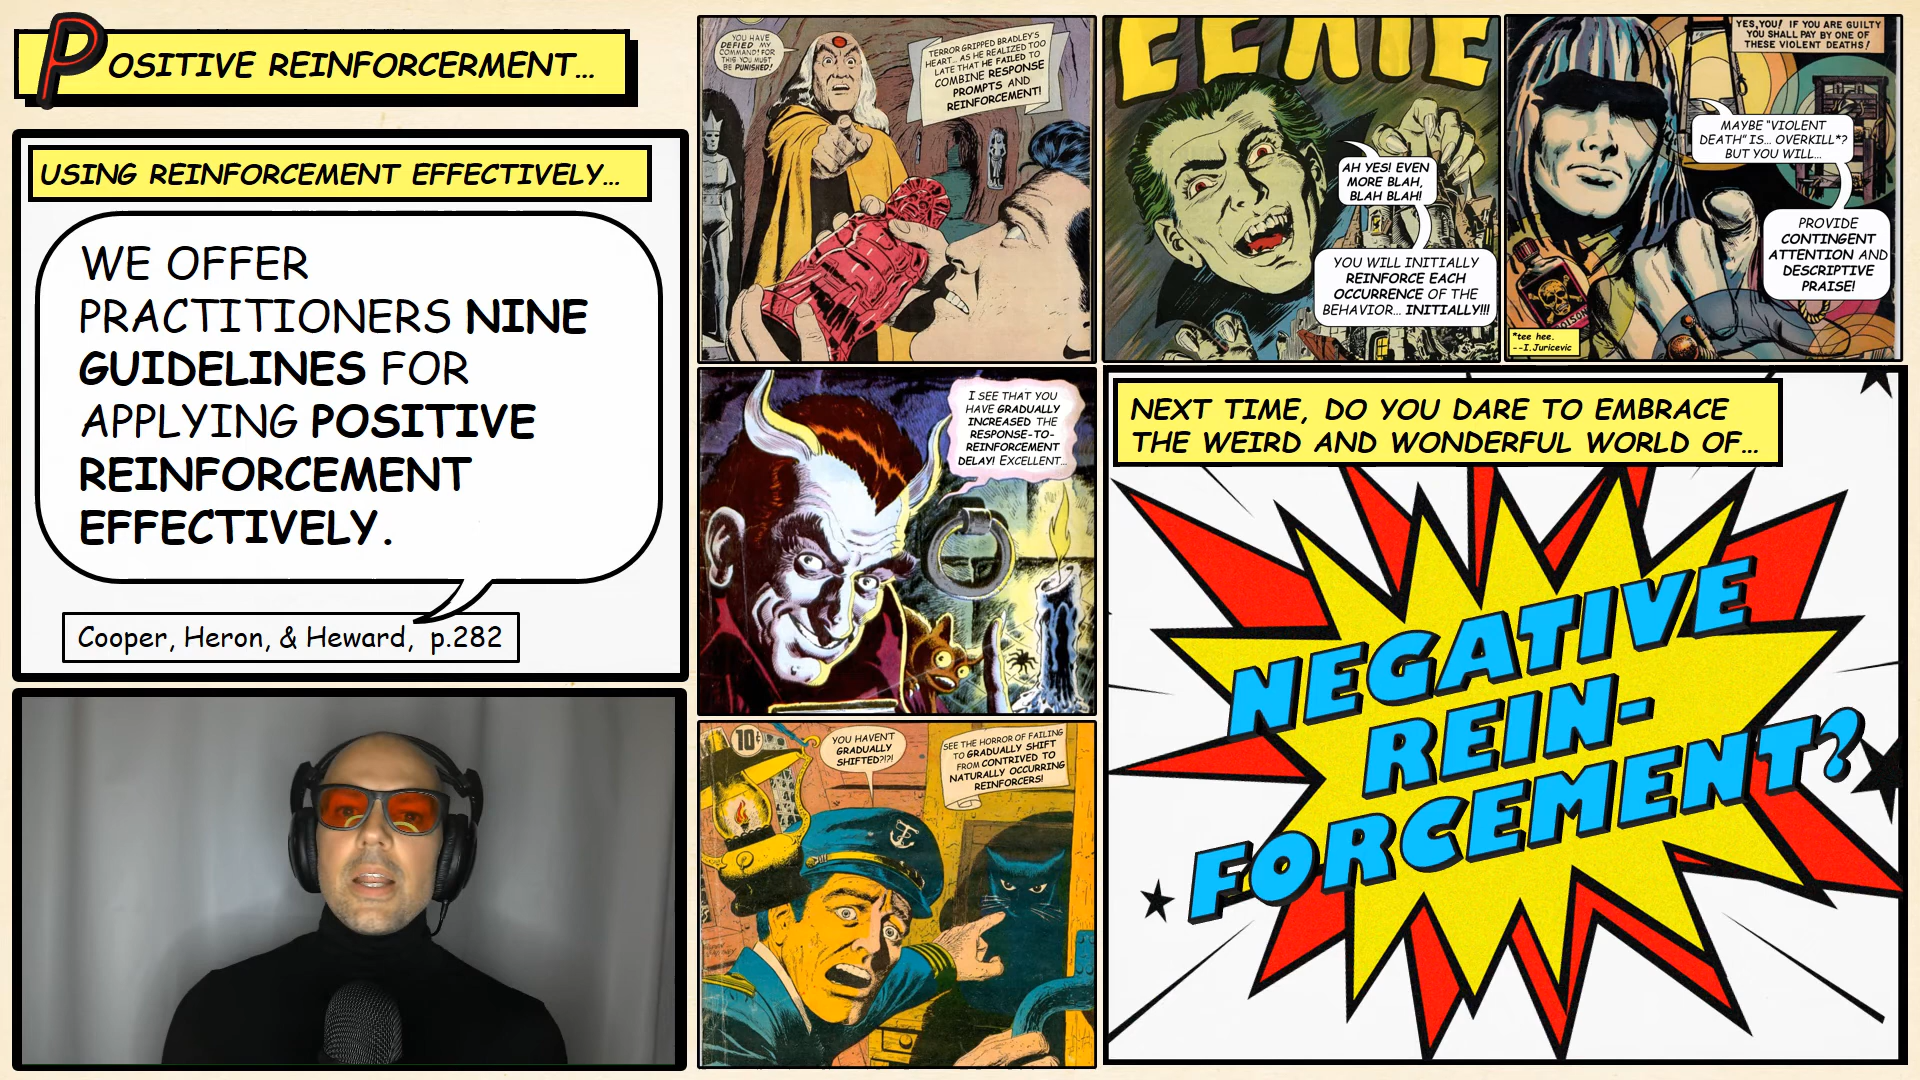 POSITIVE REINFORCERMENT...
USING REINFORCEMENT EFFECTIVELY...
WE OFFER
PRACTITIONERS NINE
GUIDELINES FOR
APPLYING POSITIVE
REINFORCEMENT
EFFECTIVELY.
Cooper, Heron, & Heward, p.282
YOU HAVE
DEFIED MY
COMMAND! FOR
THIS YOU MUST
BE PUNISHED!
TERROR GRIPPED BRADLEY'S
HEART... AS HE REALIZED TOO
LATE THAT HE FAILED TO
COMBINE RESPONSE
PROMPTS AND
REINFORCEMENT!
EERIE
AH YES! EVEN
MORE BLAH,
BLAH BLAH!
YOU WILL INITIALLY
REINFORCE EACH
OCCURRENCE OF THE
BEHAVIOR... INITIALLY!!!
YES, YOU! IF YOU ARE GUILTY
YOU SHALL PAY BY ONE OF
THESE VIOLENT DEATHS!
MAYBE "VIOLENT
DEATH" IS... OVERKILL*?
BUT YOU WILL...
PROVIDE
CONTINGENT
ATTENTION AND
DESCRIPTIVE
PRAISE!
POISON
*tee hee.
--I.Juricevic
I SEE THAT YOU
HAVE GRADUALLY
INCREASED THE
RESPONSE-TO-
REINFORCEMENT
DELAY! EXCELLENT...
10¢
YOU HAVEN'T
GRADUALLY
SHIFTED?!?!
SEE THE HORROR OF FAILING
TO GRADUALLY SHIFT
FROM CONTRIVED TO
NATURALLY OCCURRING
REINFORCERS!
NEXT TIME, DO YOU DARE TO EMBRACE
THE WEIRD AND WONDERFUL WORLD OF...
NEGATIVE
REIN-
FORCEMENT?